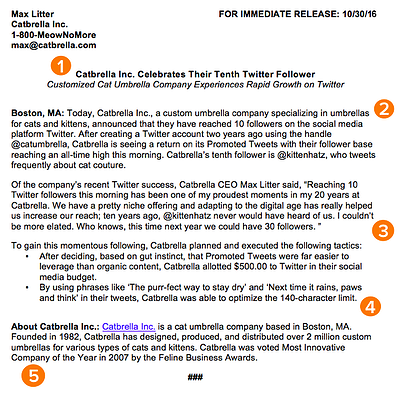 Max Litter FOR IMMEDIATE RELEASE: 10/30/16
Catbrella Inc.
1-800-MeowNoMore
max@catbrella.com
1
Catbrella Inc. Celebrates Their Tenth Twitter Follower
Customized Cat Umbrella Company Experiences Rapid Growth on Twitter
2
Boston, MA: Today, Catbrella Inc., a custom umbrella company specializing in umbrellas
for cats and kittens, announced that they have reached 10 followers on the social media
platform Twitter. After creating a Twitter account two years ago using the handle
@catumbrella, Catbrella is seeing a return on its Promoted Tweets with their follower base
reaching an all-time high this morning. Catbrella's tenth follower is @kittenhatz, who tweets
frequently about cat couture.
Of the company's recent Twitter success, Catbrella CEO Max Litter said, "Reaching 10
Twitter followers this morning has been one of my proudest moments in my 20 years at
Catbrella. We have a pretty niche offering and adapting to the digital age has really helped
us increase our reach; ten years ago, @kittenhatz never would have heard of us. I couldn't
be more elated. Who knows, this time next year we could have 30 followers. "
3
To gain this momentous following, Catbrella planned and executed the following tactics:
• After deciding, based on gut instinct, that Promoted Tweets were far easier to
leverage than organic content, Catbrella allotted $500.00 to Twitter in their social
media budget.
• By using phrases like 'The purr-fect way to stay dry' and 'Next time it rains, paws
and think' in their tweets, Catbrella was able to optimize the 140-character limit.
4
About Catbrella Inc.: Catbrella Inc. is a cat umbrella company based in Boston, MA.
Founded in 1982, Catbrella has designed, produced, and distributed over 2 million custom
umbrellas for various types of cats and kittens. Catbrella was voted Most Innovative
Company of the Year in 2007 by the Feline Business Awards.
5
###